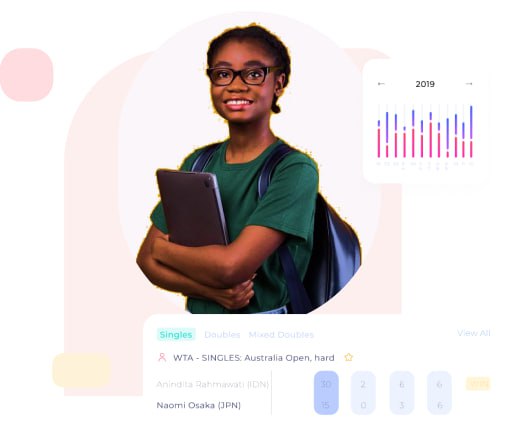 ← 2019 →
Singles Doubles Mixed Doubles View All
WTA - SINGLES: Australia Open, hard
Anindita Rahmawati (IDN) 30 2 6 6
Naomi Osaka (JPN) 15 0 3 6